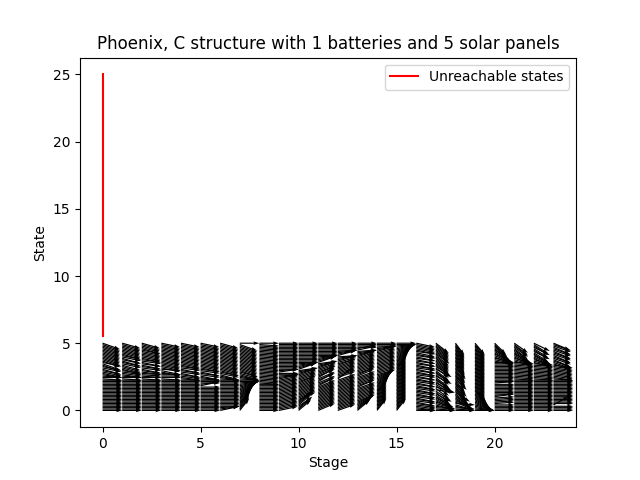 Phoenix, C structure with 1 batteries and 5 solar panels
Unreachable states
State
25
20
15
10
5
0
0 5 10 15 20
Stage